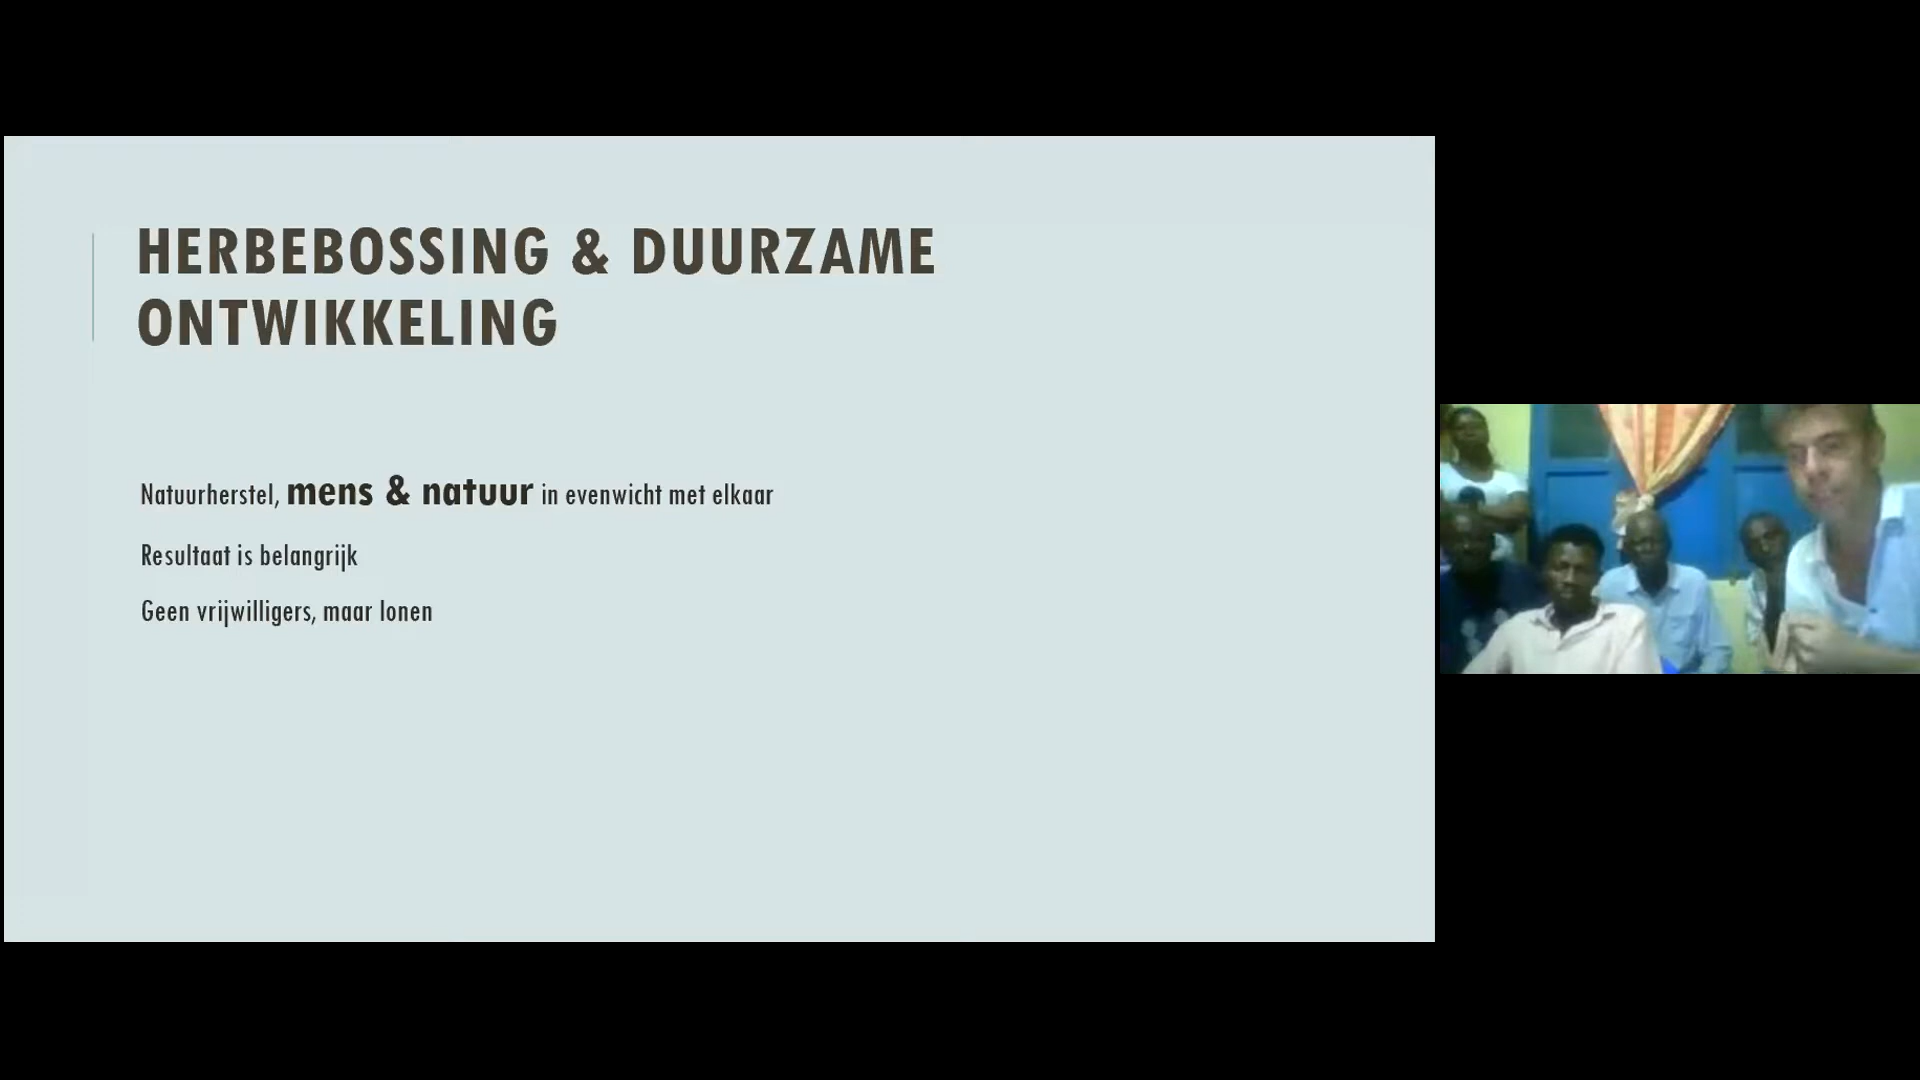 HERBEBOSSING & DUURZAME
ONTWIKKELING
Natuurherstel, mens & natuur in evenwicht met elkaar
Resultaat is belangrijk
Geen vrijwilligers, maar lonen